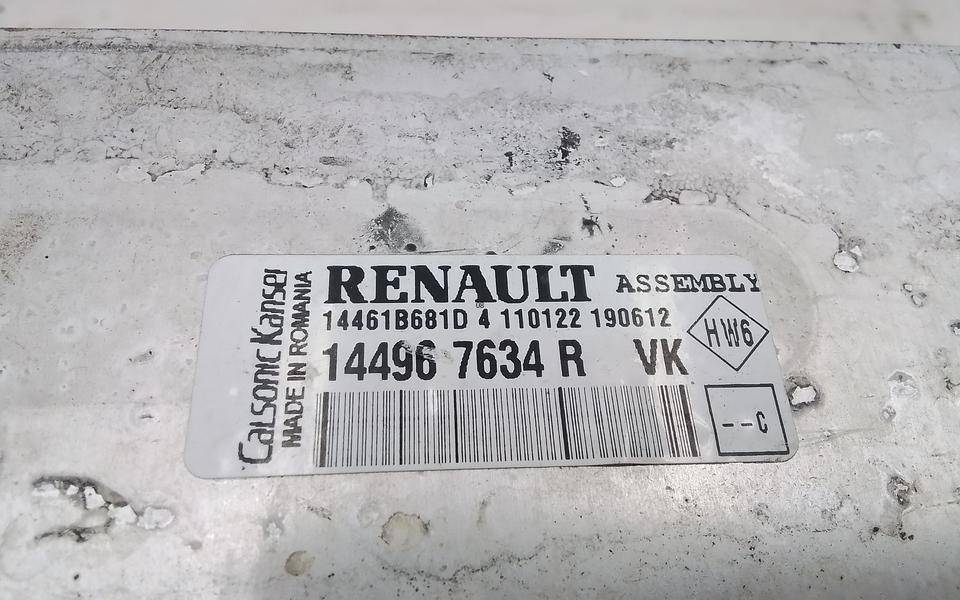 Calsonic Kansei
MADE IN ROMANIA
RENAULT ASSEMBLY
14461B681D 4 110122 190612
14496 7634 R VK
HW6
--C